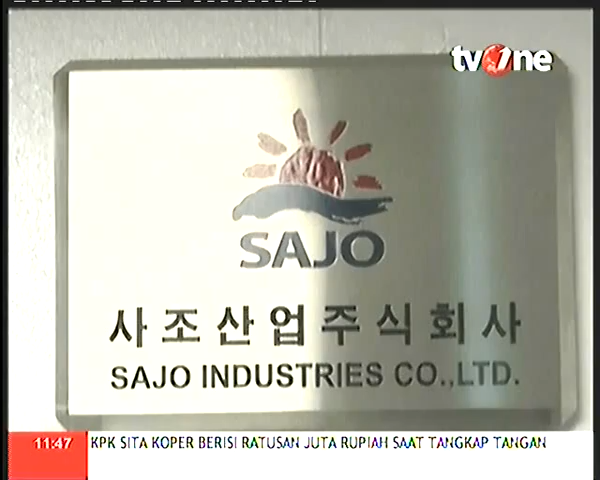 tvOne
SAJO
사조산업주식회사
SAJO INDUSTRIES CO.,LTD.
11:47 KPK SITA KOPER BERISI RATUSAN JUTA RUPIAH SAAT TANGKAP TANGAN